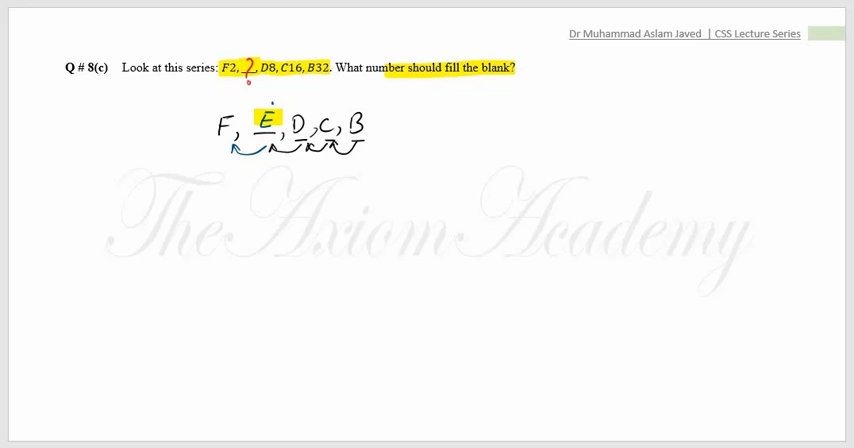 Dr Muhammad Aslam Javed | CSS Lecture Series
Q # 8(c) Look at this series: F2, ?, D8, C16, B32. What number should fill the blank?
F, E, D, C, B
The Axiom Academy